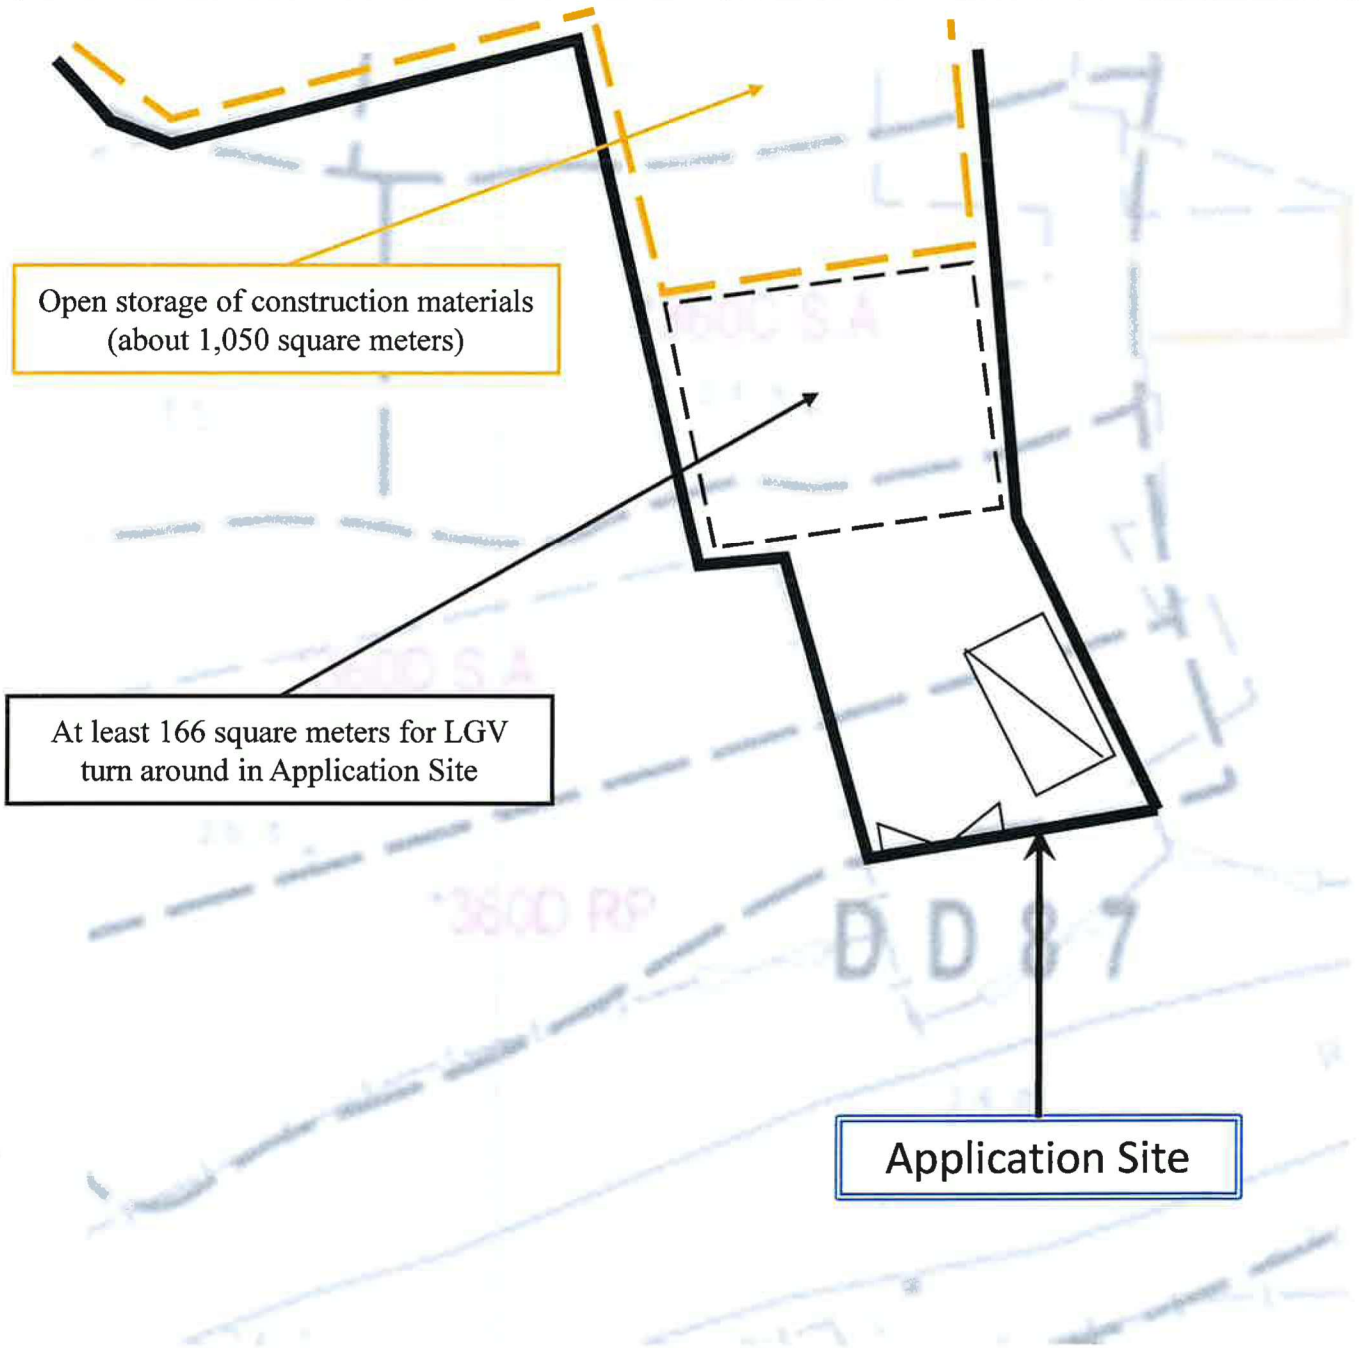 Open storage of construction materials
(about 1,050 square meters)
At least 166 square meters for LGV
turn around in Application Site
DD87
Application Site